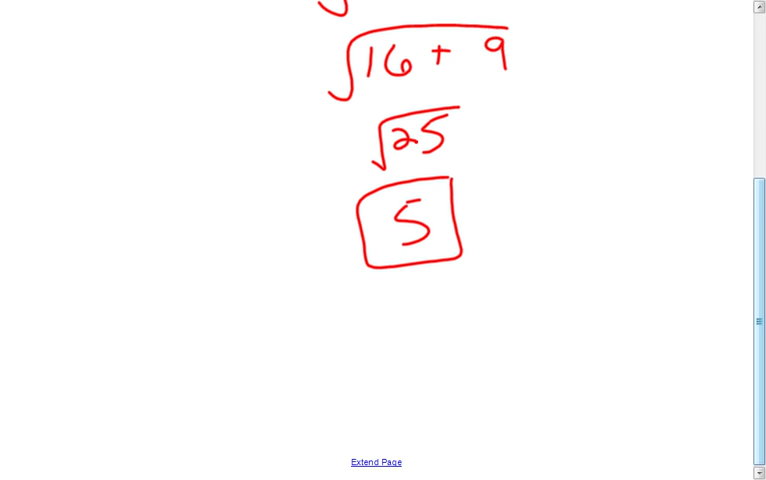 √16 + 9
√25
5
Extend Page